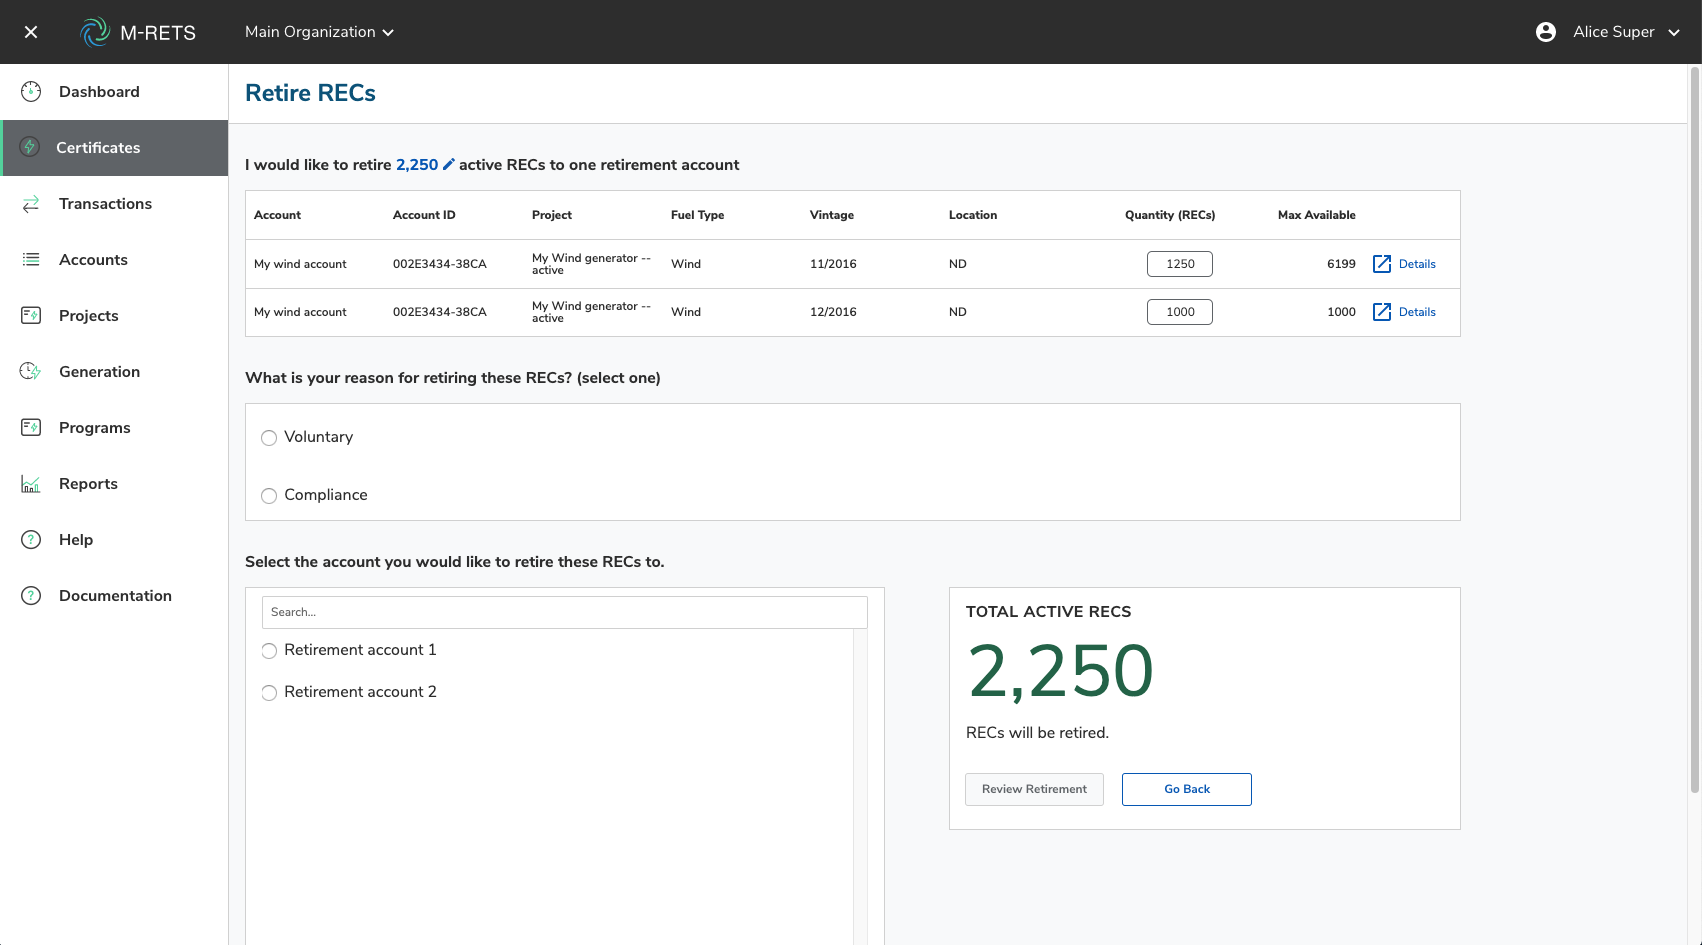 M-RETS
Main Organization
Alice Super
Dashboard
Certificates
Transactions
Accounts
Projects
Generation
Programs
Reports
Help
Documentation
Retire RECs
I would like to retire 2,250 active RECs to one retirement account
Account Account ID Project Fuel Type Vintage Location Quantity (RECs) Max Available
My wind account 002E3434-38CA My Wind generator -- active Wind 11/2016 ND 1250 6199 Details
My wind account 002E3434-38CA My Wind generator -- active Wind 12/2016 ND 1000 1000 Details
What is your reason for retiring these RECs? (select one)
Voluntary
Compliance
Select the account you would like to retire these RECs to.
Search...
Retirement account 1
Retirement account 2
TOTAL ACTIVE RECS
2,250
RECs will be retired.
Review Retirement Go Back